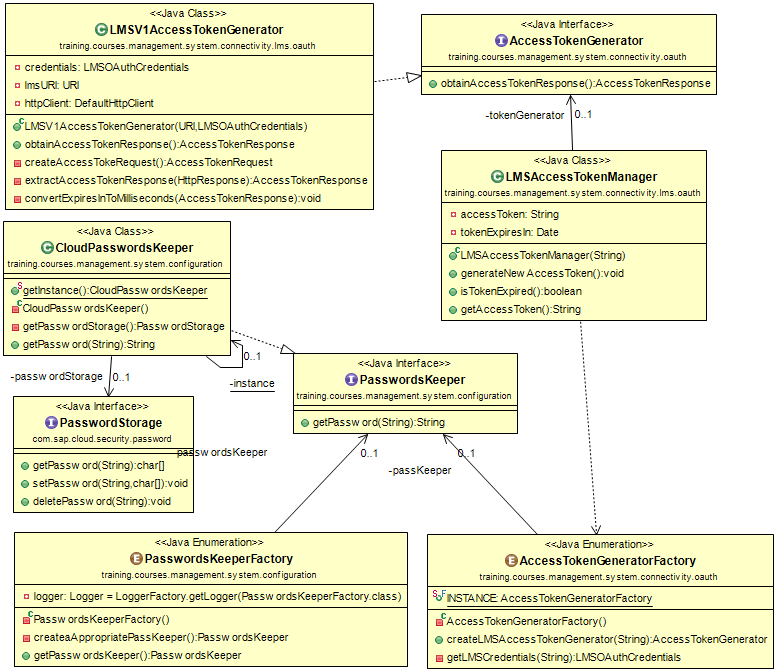 <<Java Class>>
LMSV1AccessTokenGenerator
training.courses.management.system.connectivity.lms.oauth
credentials: LMSOAuthCredentials
lmsURI: URI
httpClient: DefaultHttpClient
LMSV1AccessTokenGenerator(URI,LMSOAuthCredentials)
obtainAccessTokenResponse():AccessTokenResponse
createAccessTokeRequest():AccessTokenRequest
extractAccessTokenResponse(HttpResponse):AccessTokenResponse
convertExpiresInToMilliseconds(AccessTokenResponse):void
<<Java Interface>>
AccessTokenGenerator
training.courses.management.system.connectivity.oauth
obtainAccessTokenResponse():AccessTokenResponse
-tokenGenerator
0..1
<<Java Class>>
LMSAccessTokenManager
training.courses.management.system.connectivity.lms.oauth
accessToken: String
tokenExpiresIn: Date
LMSAccessTokenManager(String)
generateNewAccessToken():void
isTokenExpired():boolean
getAccessToken():String
<<Java Class>>
CloudPasswordsKeeper
training.courses.management.system.configuration
getInstance():CloudPasswordsKeeper
CloudPasswordsKeeper()
getPasswordStorage():PasswordStorage
getPassword(String):String
0..1
-instance
-passwordStorage
0..1
<<Java Interface>>
PasswordStorage
com.sap.cloud.security.password
getPassword(String):char[]
setPassword(String,char[]):void
deletePassword(String):void
<<Java Interface>>
PasswordsKeeper
training.courses.management.system.configuration
getPassword(String):String
passwordsKeeper
0..1
-passKeeper
0..1
<<Java Enumeration>>
PasswordsKeeperFactory
training.courses.management.system.configuration
logger: Logger = LoggerFactory.getLogger(PasswordsKeeperFactory.class)
PasswordsKeeperFactory()
createaAppropriatePassKeeper():PasswordsKeeper
getPasswordsKeeper():PasswordsKeeper
<<Java Enumeration>>
AccessTokenGeneratorFactory
training.courses.management.system.connectivity.oauth
INSTANCE: AccessTokenGeneratorFactory
AccessTokenGeneratorFactory()
createLMSAccessTokenGenerator(String):AccessTokenGenerator
getLMSCredentials(String):LMSOAuthCredentials